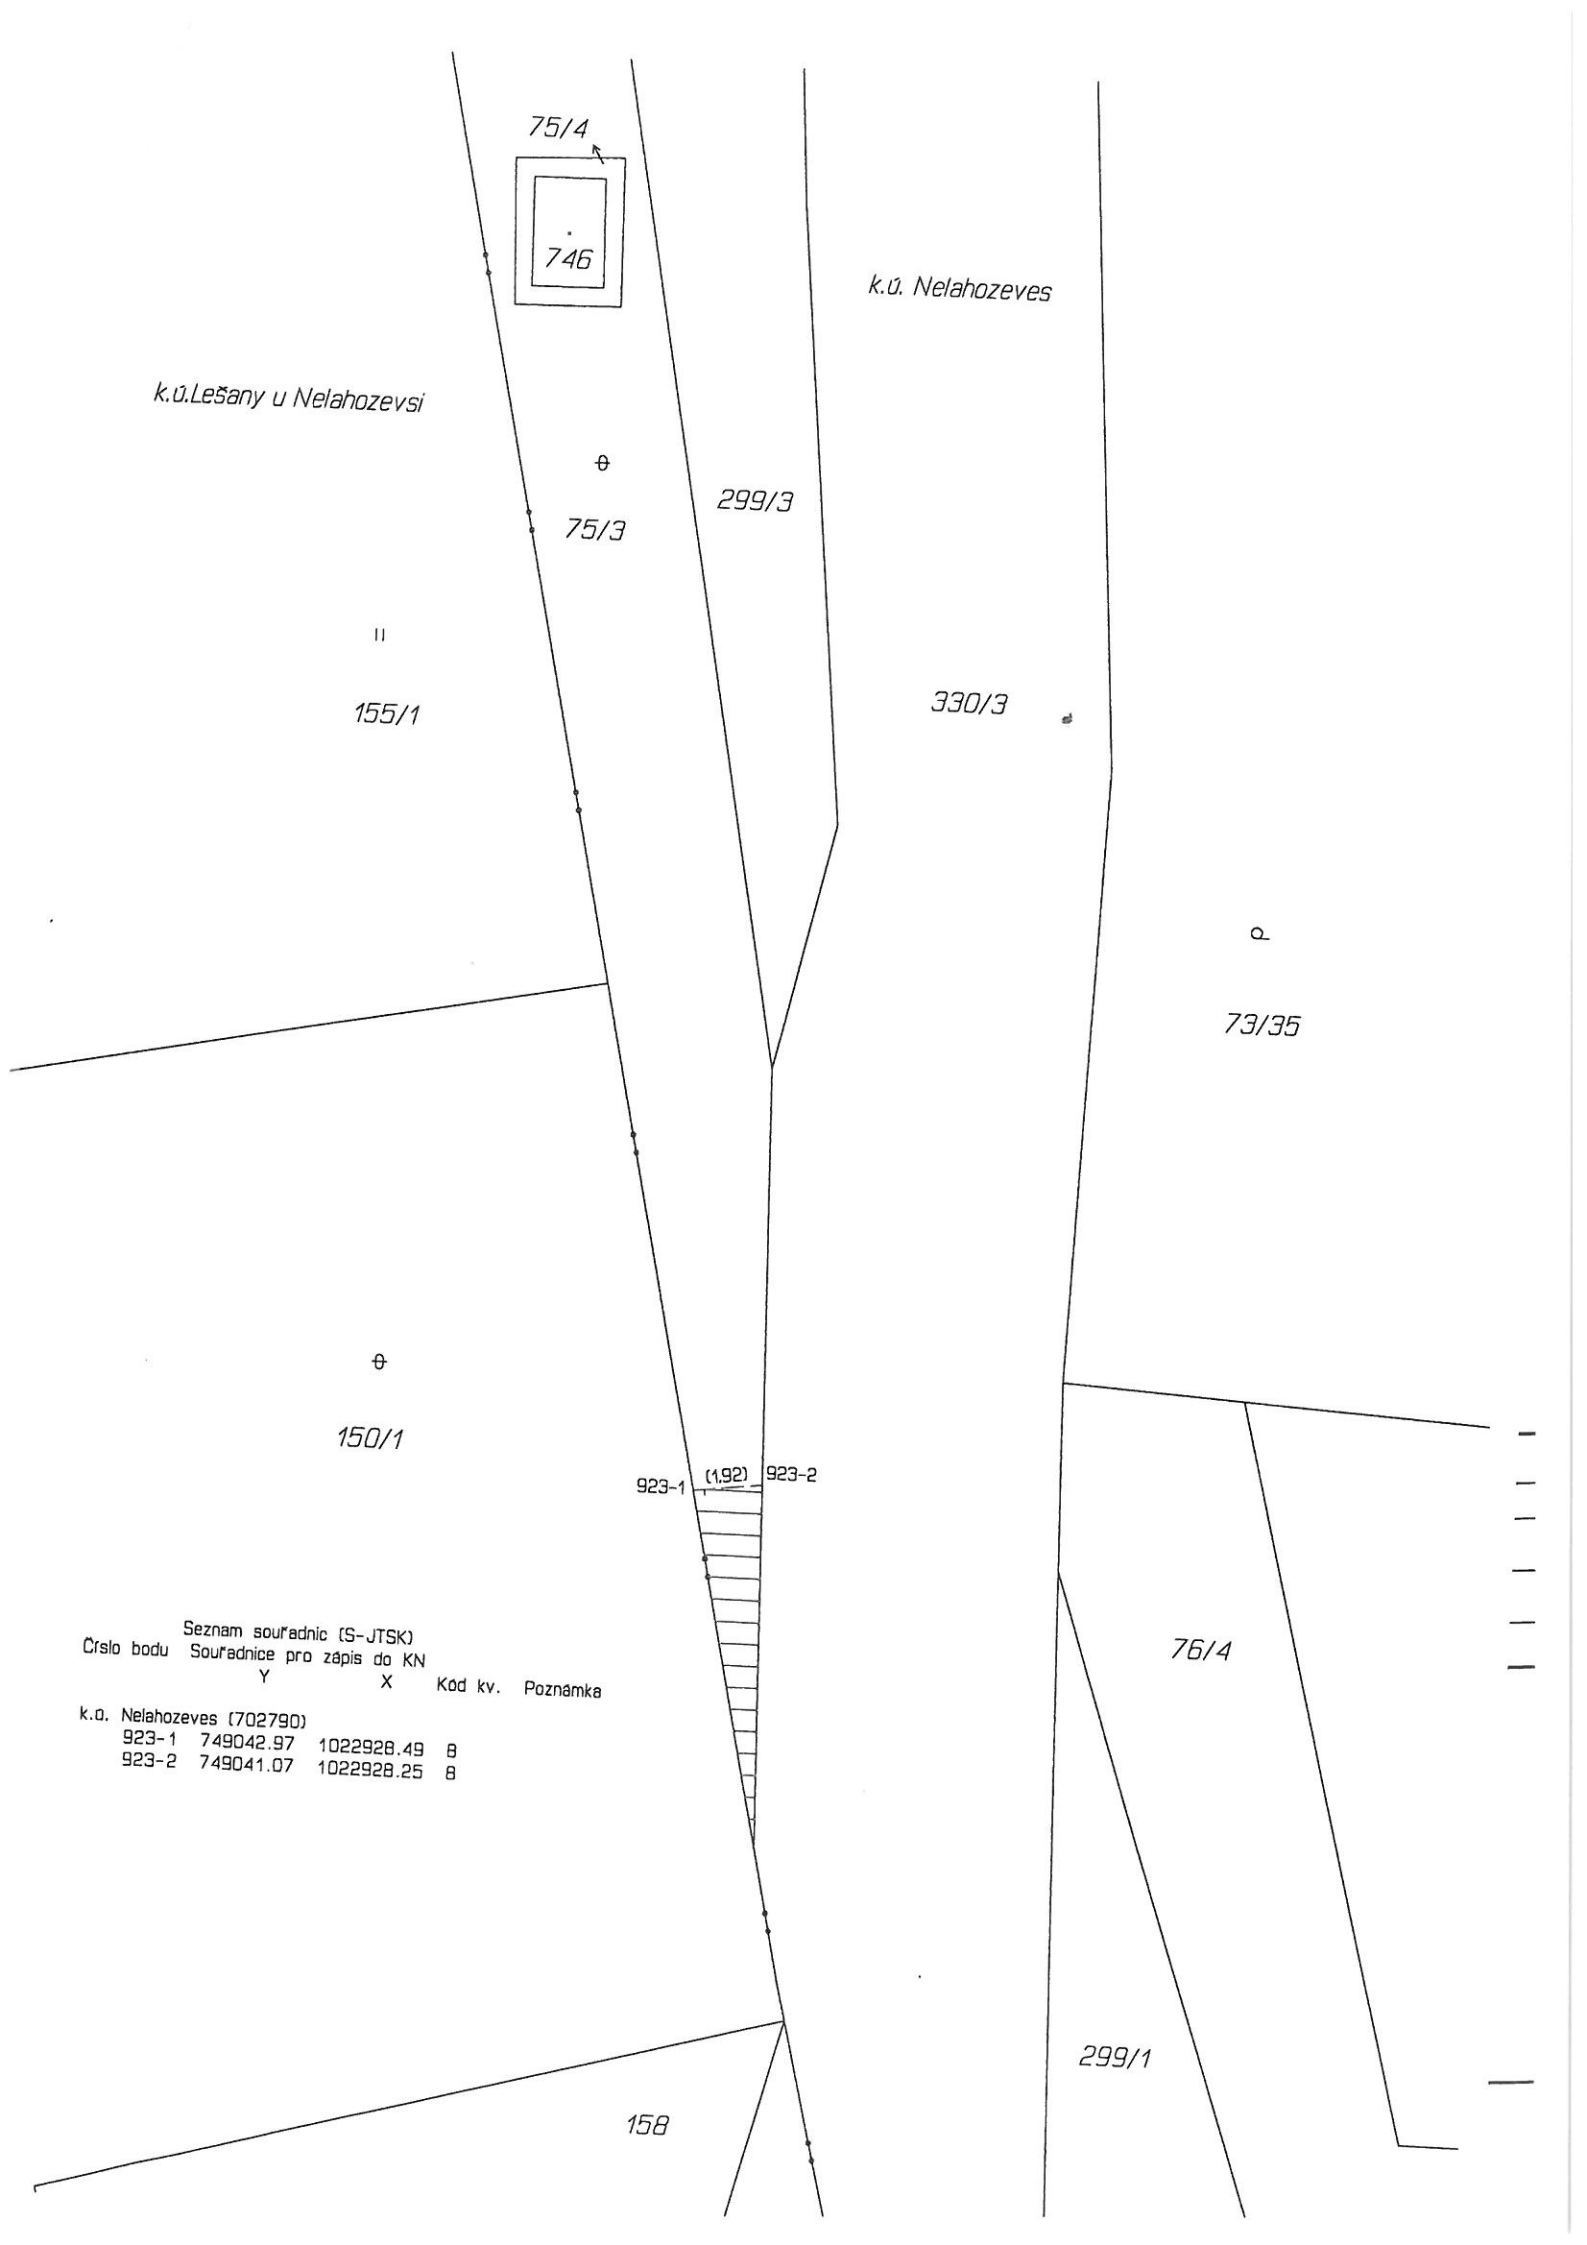 75/4
746
k.ú. Nelahozeves
k.ú.Lešany u Nelahozevsi
299/3
75/3
330/3
155/1
P
73/35
150/1
923-1 (1.92) 923-2
Seznam souřadnic (S-JTSK)
Číslo bodu Souřadnice pro zápis do KN
Y X Kód kv. Poznámka
k.ú. Nelahozeves (702790)
923-1 749042.97 1022928.49 8
923-2 749041.07 1022928.25 8
76/4
299/1
158